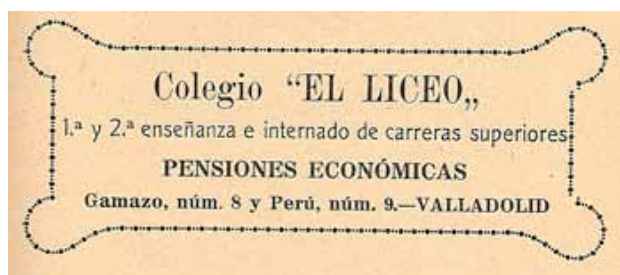 Colegio “EL LICEO„
1.ª y 2.ª enseñanza e internado de carreras superiores
PENSIONES ECONÓMICAS
Gamazo, núm. 8 y Perú, núm. 9.—VALLADOLID